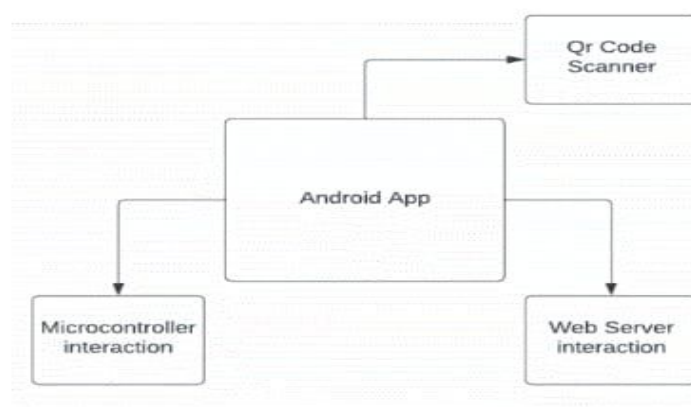 Qr Code
Scanner
Android App
Microcontroller
interaction
Web Server
interaction